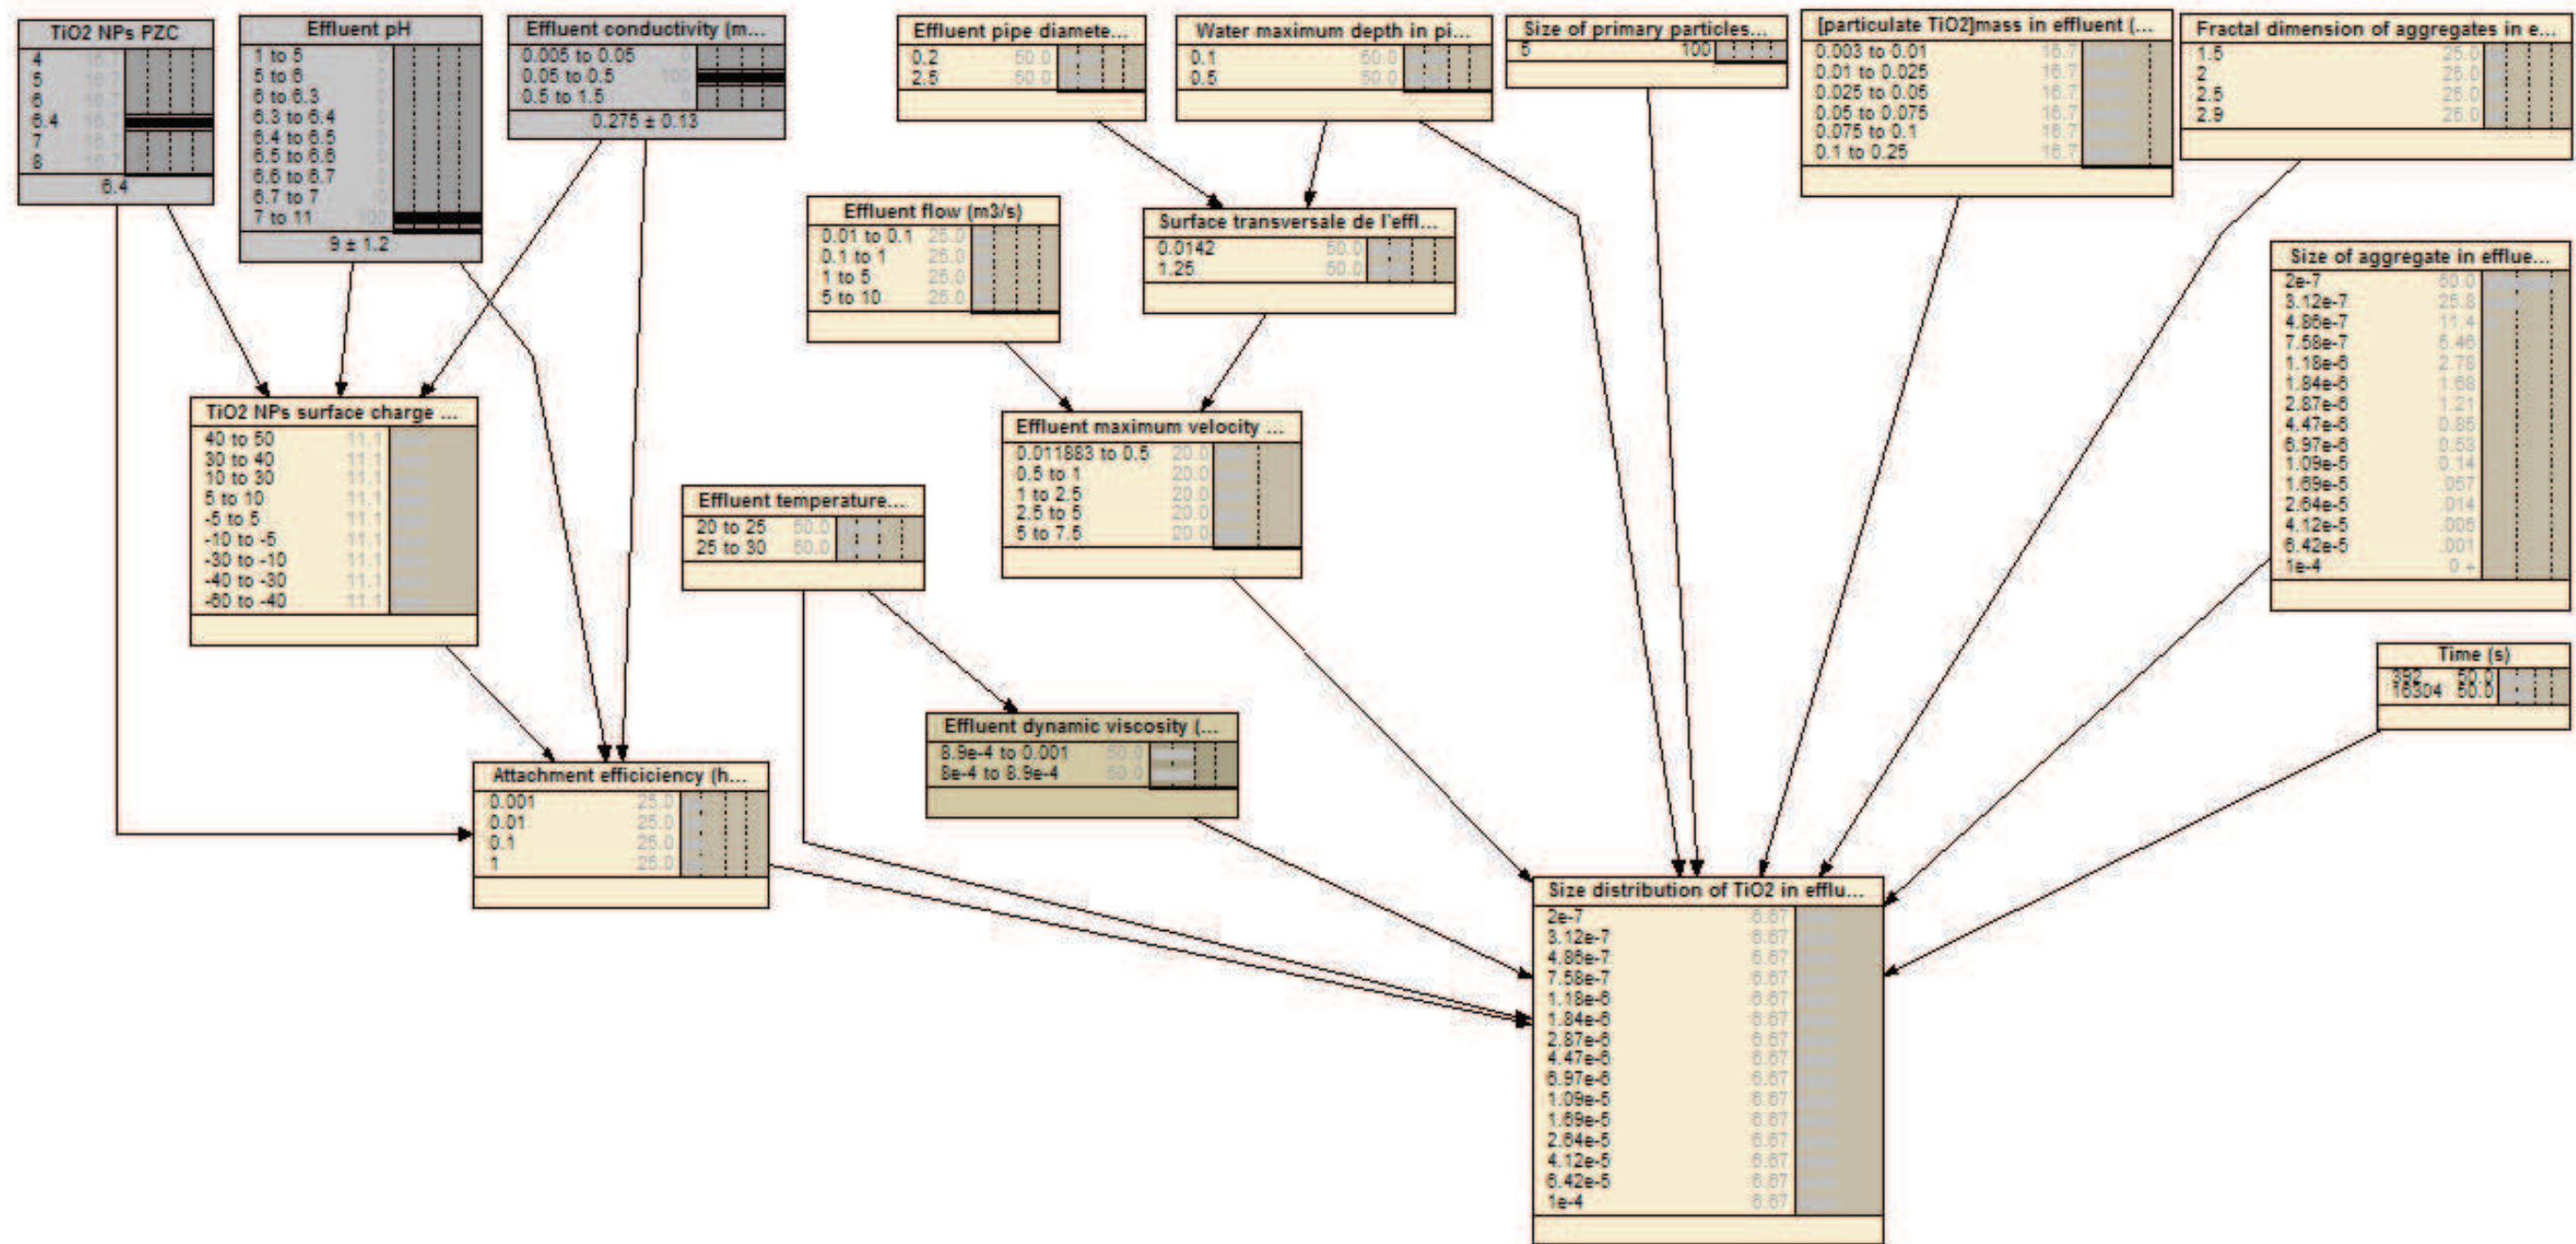 TiO2 NPs PZC
4 16.7
5 16.7
6 16.7
6.4 16.7
7 16.7
8 16.7
6.4
Effluent pH
1 to 5 0
5 to 6 0
6 to 6.3 0
6.3 to 6.4 0
6.4 to 6.5 0
6.5 to 6.6 0
6.6 to 6.7 0
6.7 to 7 0
7 to 11 100
9 ± 1.2
Effluent conductivity (m...
0.005 to 0.05 0
0.05 to 0.5 100
0.5 to 1.5 0
0.275 ± 0.13
Effluent pipe diamete...
0.2 50.0
2.5 50.0
Water maximum depth in pi...
0.1 50.0
0.5 50.0
Size of primary particles...
5 100
[particulate TiO2]mass in effluent (...
0.003 to 0.01 16.7
0.01 to 0.025 16.7
0.025 to 0.05 16.7
0.05 to 0.075 16.7
0.075 to 0.1 16.7
0.1 to 0.25 16.7
Fractal dimension of aggregates in e...
1.5 25.0
2 25.0
2.5 25.0
2.9 25.0
Effluent flow (m3/s)
0.01 to 0.1 25.0
0.1 to 1 25.0
1 to 5 25.0
5 to 10 25.0
Surface transversale de l'effl...
0.0142 50.0
1.25 50.0
Size of aggregate in efflue...
2e-7 50.0
3.12e-7 25.8
4.86e-7 11.4
7.58e-7 5.46
1.18e-6 2.78
1.84e-6 1.68
2.87e-6 1.21
4.47e-6 0.85
6.97e-6 0.53
1.09e-5 0.14
1.69e-5 .057
2.64e-5 .014
4.12e-5
6.42e-5 .001
1e-4 0 +
TiO2 NPs surface charge ...
40 to 50 11.1
30 to 40 11.1
10 to 30 11.1
5 to 10 11.1
-5 to 5 11.1
-10 to -5 11.1
-30 to -10 11.1
-40 to -30 11.1
-60 to -40 11.1
Effluent maximum velocity ...
0.011883 to 0.5 20.0
0.5 to 1 20.0
1 to 2.5 20.0
2.5 to 5 20.0
5 to 7.5 20.0
Effluent temperature...
20 to 25 50.0
25 to 30 50.0
Time (s)
392 50.0
16304 50.0
Effluent dynamic viscosity (...
8.9e-4 to 0.001 50.0
8e-4 to 8.9e-4 50.0
Attachment efficiciency (h...
0.001 25.0
0.01 25.0
0.1 25.0
1 25.0
Size distribution of TiO2 in efflu...
2e-7 6.67
3.12e-7 6.67
4.86e-7 6.67
7.58e-7 6.67
1.18e-6 6.67
1.84e-6 6.67
2.87e-6 6.67
4.47e-6 6.67
6.97e-6 6.67
1.09e-5 6.67
1.69e-5 6.67
2.64e-5 6.67
4.12e-5 6.67
6.42e-5 6.67
1e-4 6.67